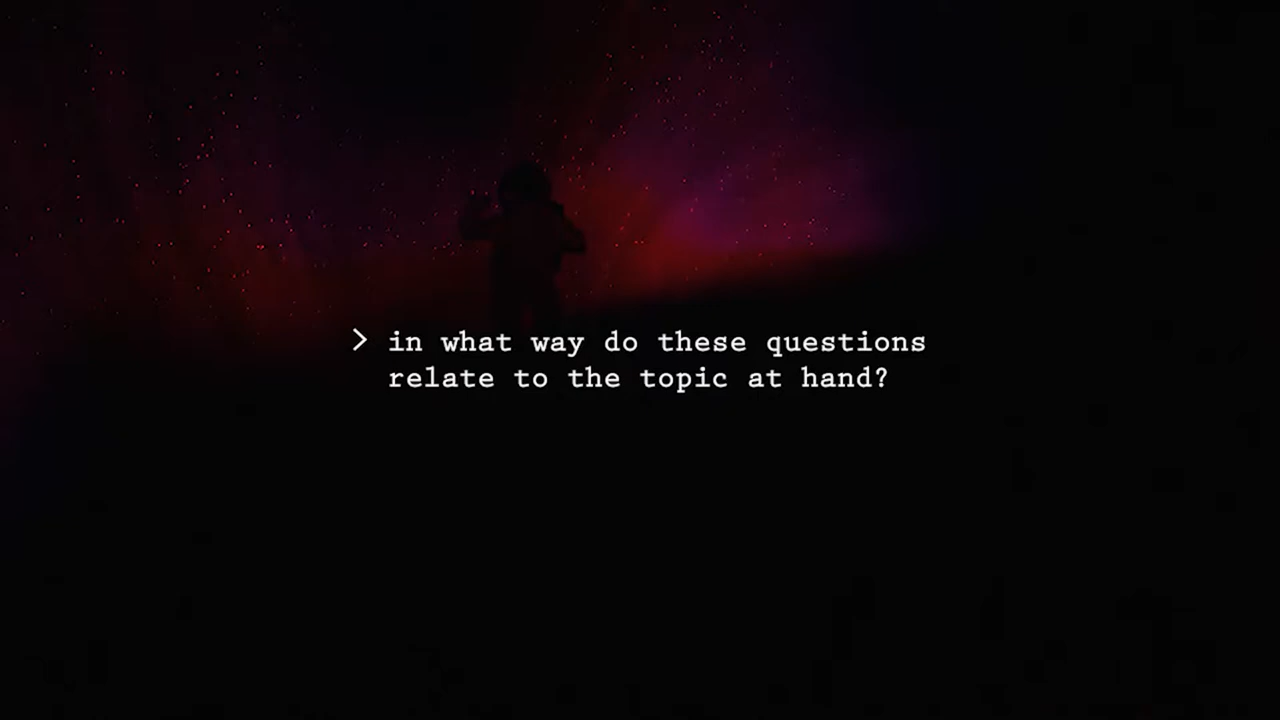 > in what way do these questions
relate to the topic at hand?